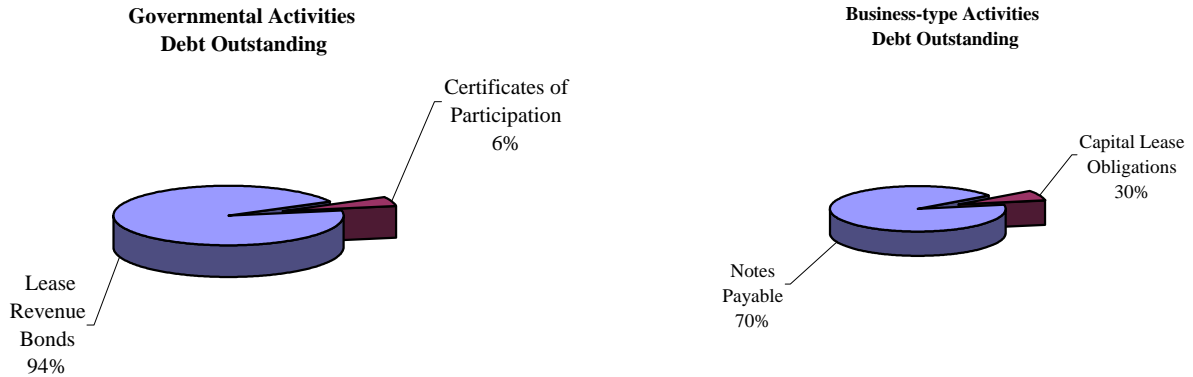 Governmental Activities
Debt Outstanding
Certificates of
Participation
6%
Lease
Revenue
Bonds
94%
Business-type Activities
Debt Outstanding
Capital Lease
Obligations
30%
Notes
Payable
70%